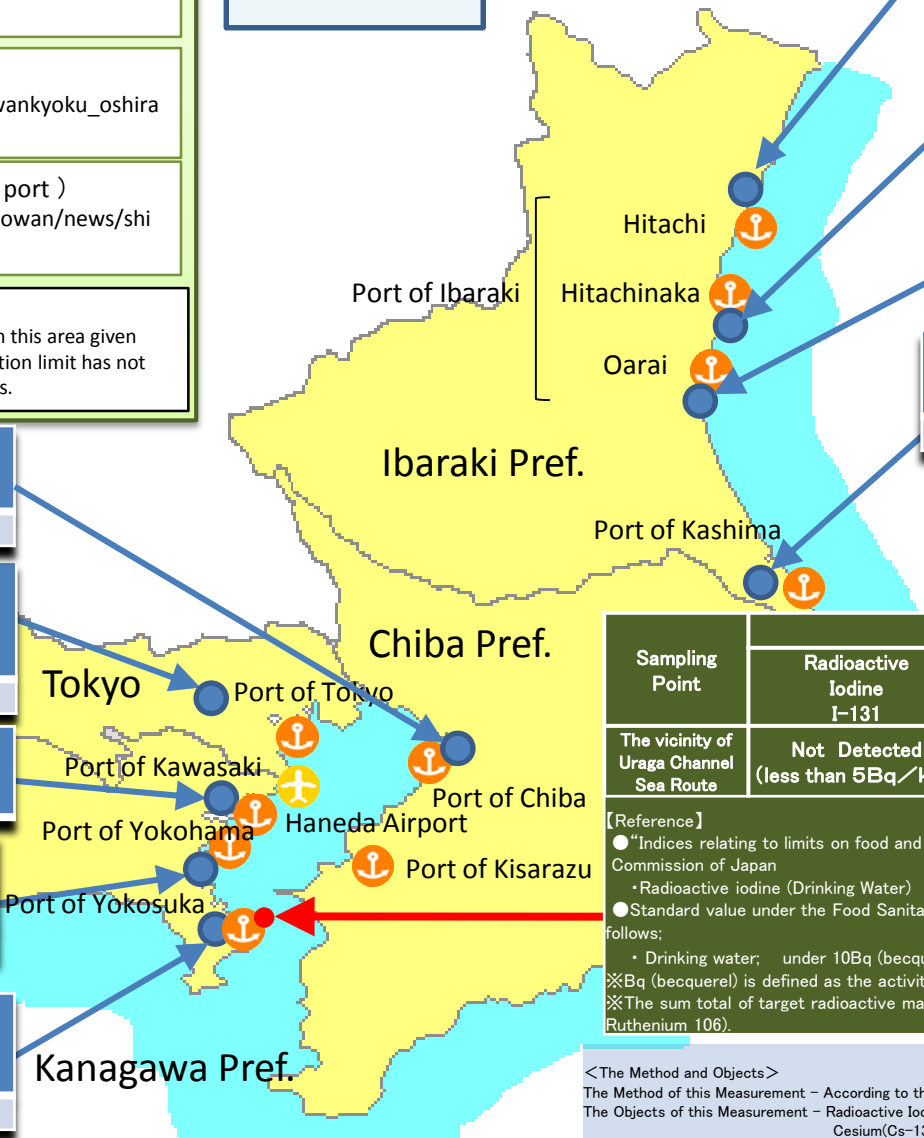 wankyoku_oshira
port ）
owan/news/shi
n this area given
tion limit has not
s.
Hitachi
Port of Ibaraki
Hitachinaka
Oarai
Ibaraki Pref.
Port of Kashima
Chiba Pref.
Tokyo
Port of Tokyo
Port of Kawasaki
Port of Chiba
Port of Yokohama
Haneda Airport
Port of Kisarazu
Port of Yokosuka
Kanagawa Pref.
Sampling
Point
Radioactive
Iodine
I-131
The vicinity of
Uraga Channel
Sea Route
Not Detected
(less than 5Bq／k
【Reference】
●“Indices relating to limits on food and
Commission of Japan
・Radioactive iodine (Drinking Water)
●Standard value under the Food Sanita
follows;
・ Drinking water; under 10Bq (becqu
※Bq (becquerel) is defined as the activit
※The sum total of target radioactive ma
Ruthenium 106).
＜The Method and Objects＞
The Method of this Measurement － According to th
The Objects of this Measurement － Radioactive Iod
Cesium(Cs-13